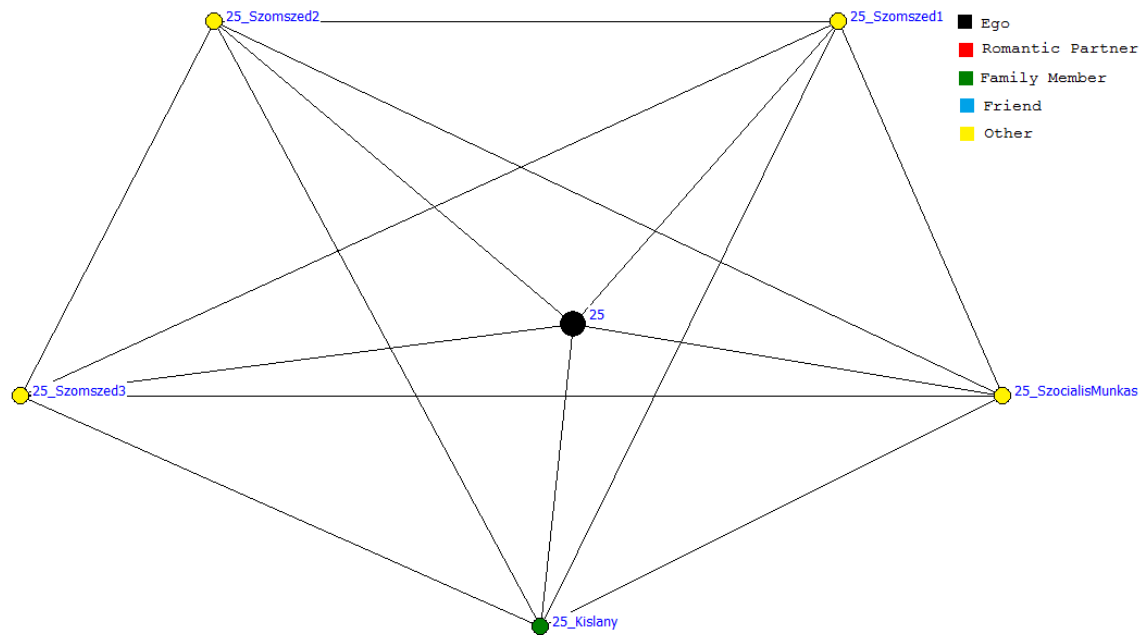 25_Szomszed2
25_Szomszed1
Ego
Romantic Partner
Family Member
Friend
Other
25
25_Szomszed3
25_SzocialisMunkas
25_Kislany